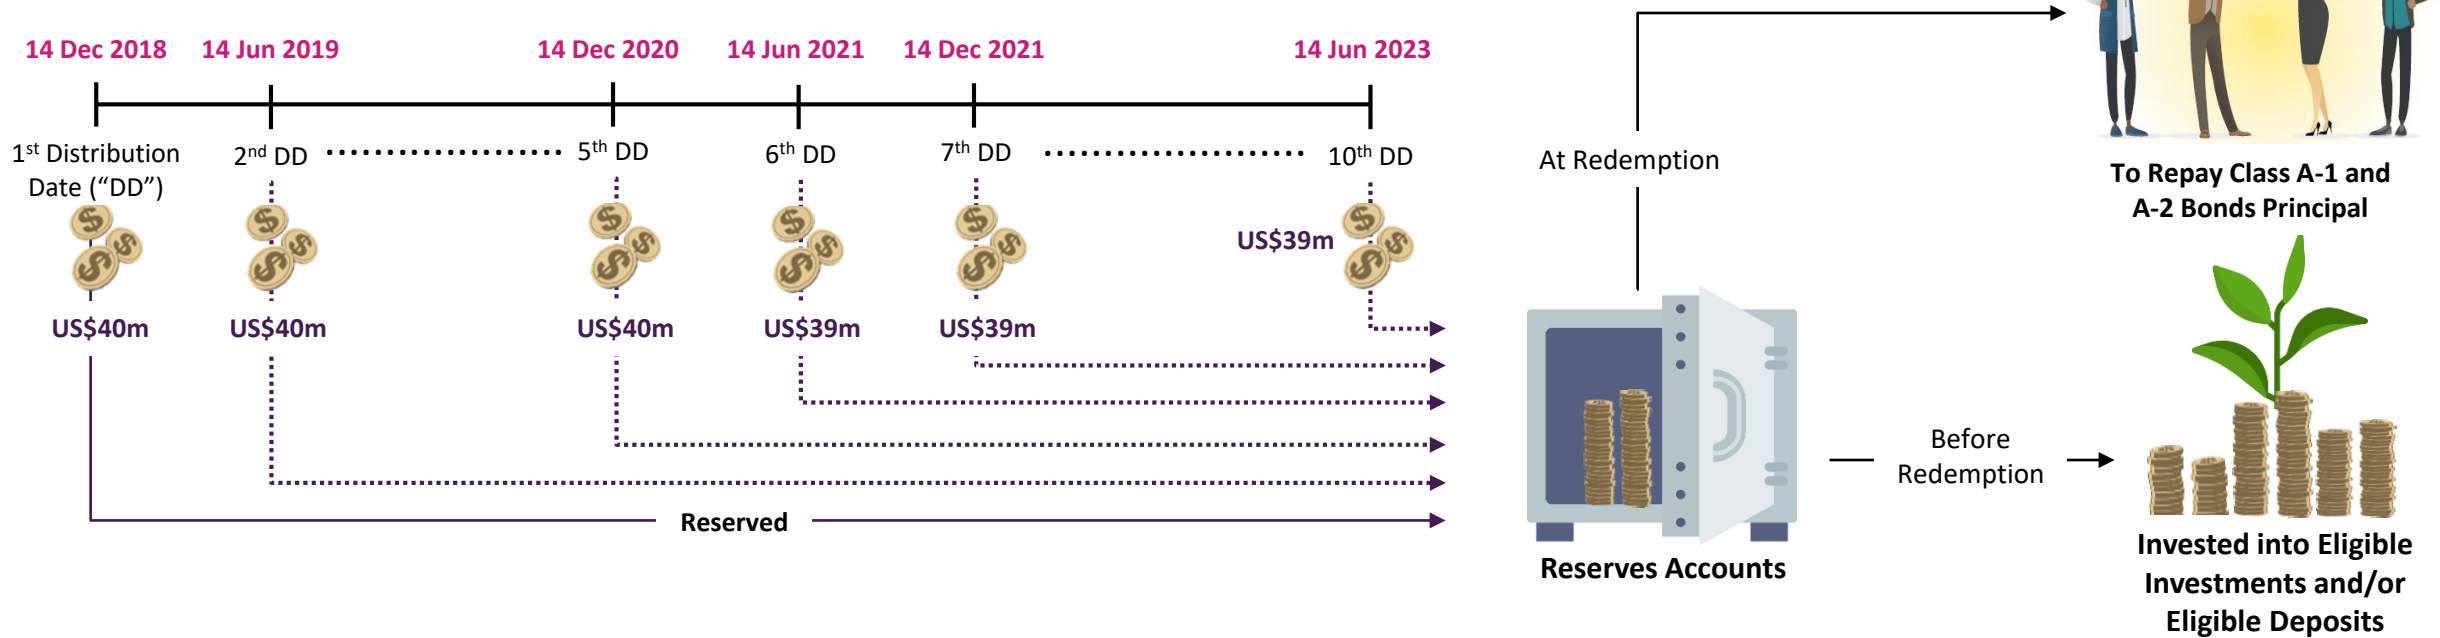 14 Dec 2018
14 Jun 2019
14 Dec 2020
14 Jun 2021
14 Dec 2021
14 Jun 2023
1st Distribution
Date (“DD”)
2nd DD
5th DD
6th DD
7th DD
10th DD
US$40m
US$40m
US$40m
US$39m
US$39m
US$39m
Reserved
At Redemption
To Repay Class A-1 and
A-2 Bonds Principal
Reserves Accounts
Before
Redemption
Invested into Eligible
Investments and/or
Eligible Deposits